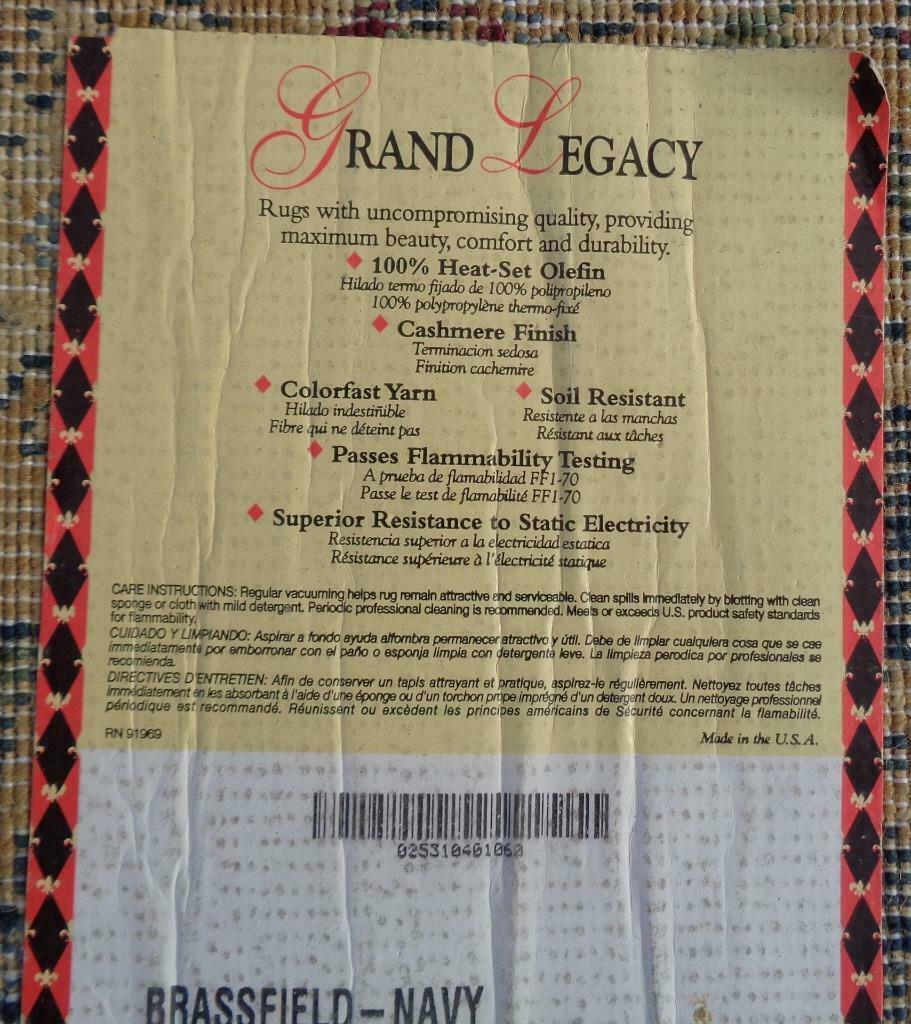 GRAND LEGACY
Rugs with uncompromising quality, providing
maximum beauty, comfort and durability.
100% Heat-Set Olefin
Hilado termo fijado de 100% polipropileno
100% polypropylène thermo-fixé
Cashmere Finish
Terminacion sedosa
Finition cachemire
Colorfast Yarn
Hilado indestiñible
Fibre qui ne déteint pas
Soil Resistant
Resistente a las manchas
Résistant aux tâches
Passes Flammability Testing
A prueba de flamabilidad FF1-70
Passe le test de flamabilité FF1-70
Superior Resistance to Static Electricity
Resistencia superior a la electricidad estatica
Résistance supérieure à l'électricité statique
CARE INSTRUCTIONS: Regular vacuuming helps rug remain attractive and serviceable. Clean spills immediately by blotting with clean
sponge or cloth with mild detergent. Periodic professional cleaning is recommended. Meets or exceeds U.S. product safety standards
for flammability.
CUIDADO Y LIMPIANDO: Aspirar a fondo ayuda alfombra permanecer atractivo y útil. Debe de limpiar cualquiera cosa que se cae
immediatamente por emborronar con el paño o esponja limpia con detergente leve. La limpieza perodica por profesionales se
recomienda.
DIRECTIVES D'ENTRETIEN: Afin de conserver un tapis attrayant et pratique, aspirez-le régulièrement. Nettoyez toutes tâches
immédiatement en les absorbant à l'aide d'une éponge ou d'un torchon prope imprégné d'un detergent doux. Un nettoyage professionnel
périodique est recommandé. Réunissent ou excèdent les principes américains de Sécurité concernant la flamabilité.
RN 91969
Made in the U.S.A.
025310401060
BRASSFIELD - NAVY